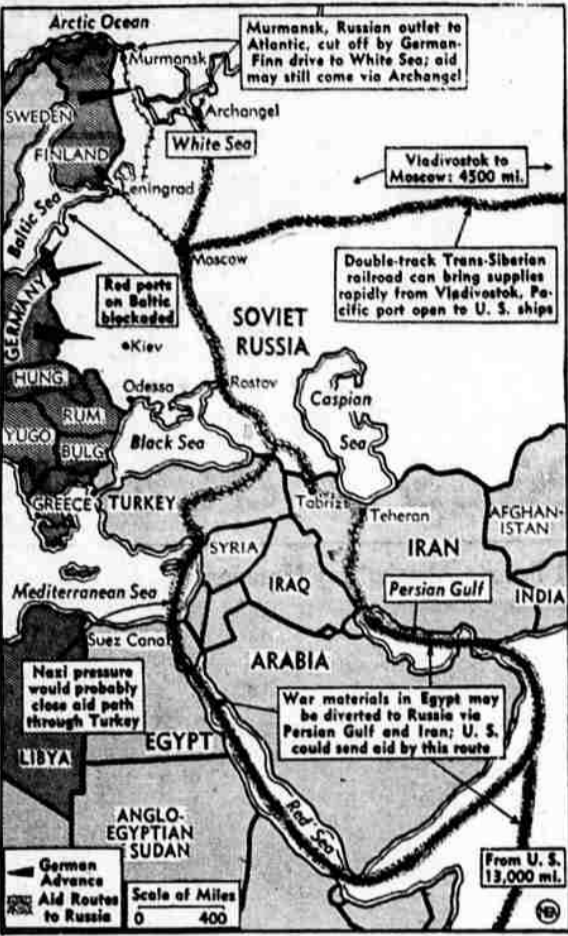 Arctic Ocean
Murmansk, Russian outlet to
Atlantic, cut off by German-
Finn drive to White Sea; aid
may still come via Archangel
Murmansk
Archangel
SWEDEN
FINLAND
White Sea
Vladivostok to
Moscow: 4500 mi.
Leningrad
Baltic Sea
Moscow
Double-track Trans-Siberian
railroad can bring supplies
rapidly from Vladivostok, Pa-
cific port open to U. S. ships
Red ports
on Baltic
blockaded
GERMANY
SOVIET
RUSSIA
Kiev
HUNG.
Odessa
Rostov
Caspian
Sea
RUM.
YUGO.
BULG
Black Sea
GREECE
TURKEY
Tabriz
Teheran
AFGHAN-
ISTAN
SYRIA
IRAN
IRAQ
Mediterranean Sea
Persian Gulf
INDIA
Suez Canal
ARABIA
Nazi pressure
would probably
close aid path
through Turkey
War materials in Egypt may
be diverted to Russia via
Persian Gulf and Iran; U. S.
could send aid by this route
EGYPT
LIBYA
Red Sea
ANGLO-
EGYPTIAN
SUDAN
From U. S.
13,000 mi.
German
Advance
Aid Routes
to Russia
Scale of Miles
0 400
NEA